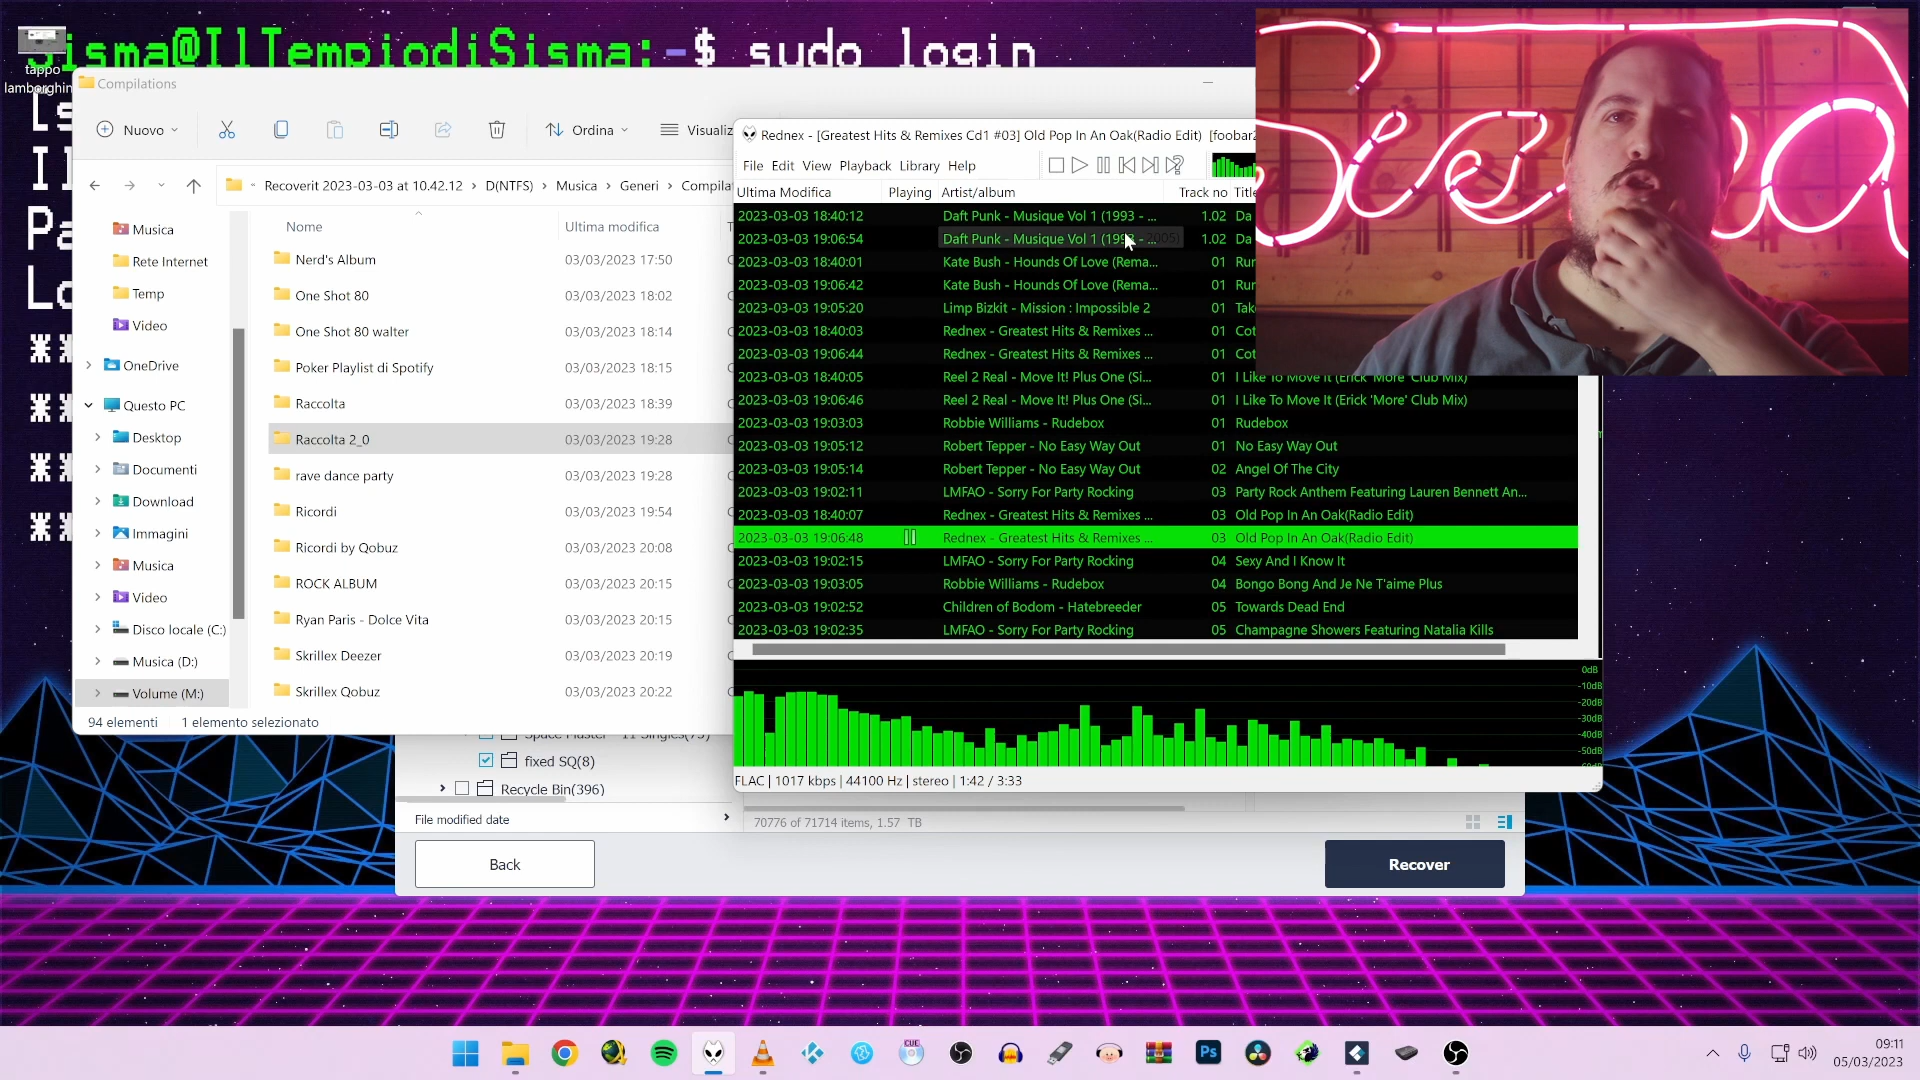 isma@IlTempiodiSisma:~$ sudo login
tappo
lamborghin
Compilations
Nuovo
Ordina
Visualiz
Recoverit 2023-03-03 at 10.42.12 > D(NTFS) > Musica > Generi > Compila
Nome
Ultima modifica
Musica
Rete Internet
Temp
Video
OneDrive
Questo PC
Desktop
Documenti
Download
Immagini
Musica
Video
Disco locale (C:)
Musica (D:)
Volume (M:)
Nerd's Album 03/03/2023 17:50
One Shot 80 03/03/2023 18:02
One Shot 80 walter 03/03/2023 18:14
Poker Playlist di Spotify 03/03/2023 18:15
Raccolta 03/03/2023 18:39
Raccolta 2_0 03/03/2023 19:28
rave dance party 03/03/2023 19:28
Ricordi 03/03/2023 19:54
Ricordi by Qobuz 03/03/2023 20:08
ROCK ALBUM 03/03/2023 20:15
Ryan Paris - Dolce Vita 03/03/2023 20:15
Skrillex Deezer 03/03/2023 20:19
Skrillex Qobuz 03/03/2023 20:22
94 elementi 1 elemento selezionato
Rednex - [Greatest Hits & Remixes Cd1 #03] Old Pop In An Oak(Radio Edit) [foobar2
File Edit View Playback Library Help
Ultima Modifica Playing Artist/album Track no Title
2023-03-03 18:40:12 Daft Punk - Musique Vol 1 (1993 - ... 1.02 Da
2023-03-03 19:06:54 Daft Punk - Musique Vol 1 (1993 - ... 1.02 Da
2023-03-03 18:40:01 Kate Bush - Hounds Of Love (Rema... 01 Rur
2023-03-03 19:06:42 Kate Bush - Hounds Of Love (Rema... 01 Rur
2023-03-03 19:05:20 Limp Bizkit - Mission : Impossible 2 01 Take
2023-03-03 18:40:03 Rednex - Greatest Hits & Remixes ... 01 Cot
2023-03-03 19:06:44 Rednex - Greatest Hits & Remixes ... 01 Cot
2023-03-03 18:40:05 Reel 2 Real - Move It! Plus One (Si... 01 I Like To Move It (Erick 'More' Club Mix)
2023-03-03 19:06:46 Reel 2 Real - Move It! Plus One (Si... 01 I Like To Move It (Erick 'More' Club Mix)
2023-03-03 19:03:03 Robbie Williams - Rudebox 01 Rudebox
2023-03-03 19:05:12 Robert Tepper - No Easy Way Out 01 No Easy Way Out
2023-03-03 19:05:14 Robert Tepper - No Easy Way Out 02 Angel Of The City
2023-03-03 19:02:11 LMFAO - Sorry For Party Rocking 03 Party Rock Anthem Featuring Lauren Bennett An...
2023-03-03 18:40:07 Rednex - Greatest Hits & Remixes ... 03 Old Pop In An Oak(Radio Edit)
2023-03-03 19:06:48 Rednex - Greatest Hits & Remixes ... 03 Old Pop In An Oak(Radio Edit)
2023-03-03 19:02:15 LMFAO - Sorry For Party Rocking 04 Sexy And I Know It
2023-03-03 19:03:05 Robbie Williams - Rudebox 04 Bongo Bong And Je Ne T'aime Plus
2023-03-03 19:02:52 Children of Bodom - Hatebreeder 05 Towards Dead End
2023-03-03 19:02:35 LMFAO - Sorry For Party Rocking 05 Champagne Showers Featuring Natalia Kills
0dB
-10dB
-20dB
-30dB
-40dB
-50dB
FLAC | 1017 kbps | 44100 Hz | stereo | 1:42 / 3:33
fixed SQ(8)
Recycle Bin(396)
File modified date
70776 of 71714 items, 1.57 TB
Back
Recover
CUE
Ps
09:11
05/03/2023